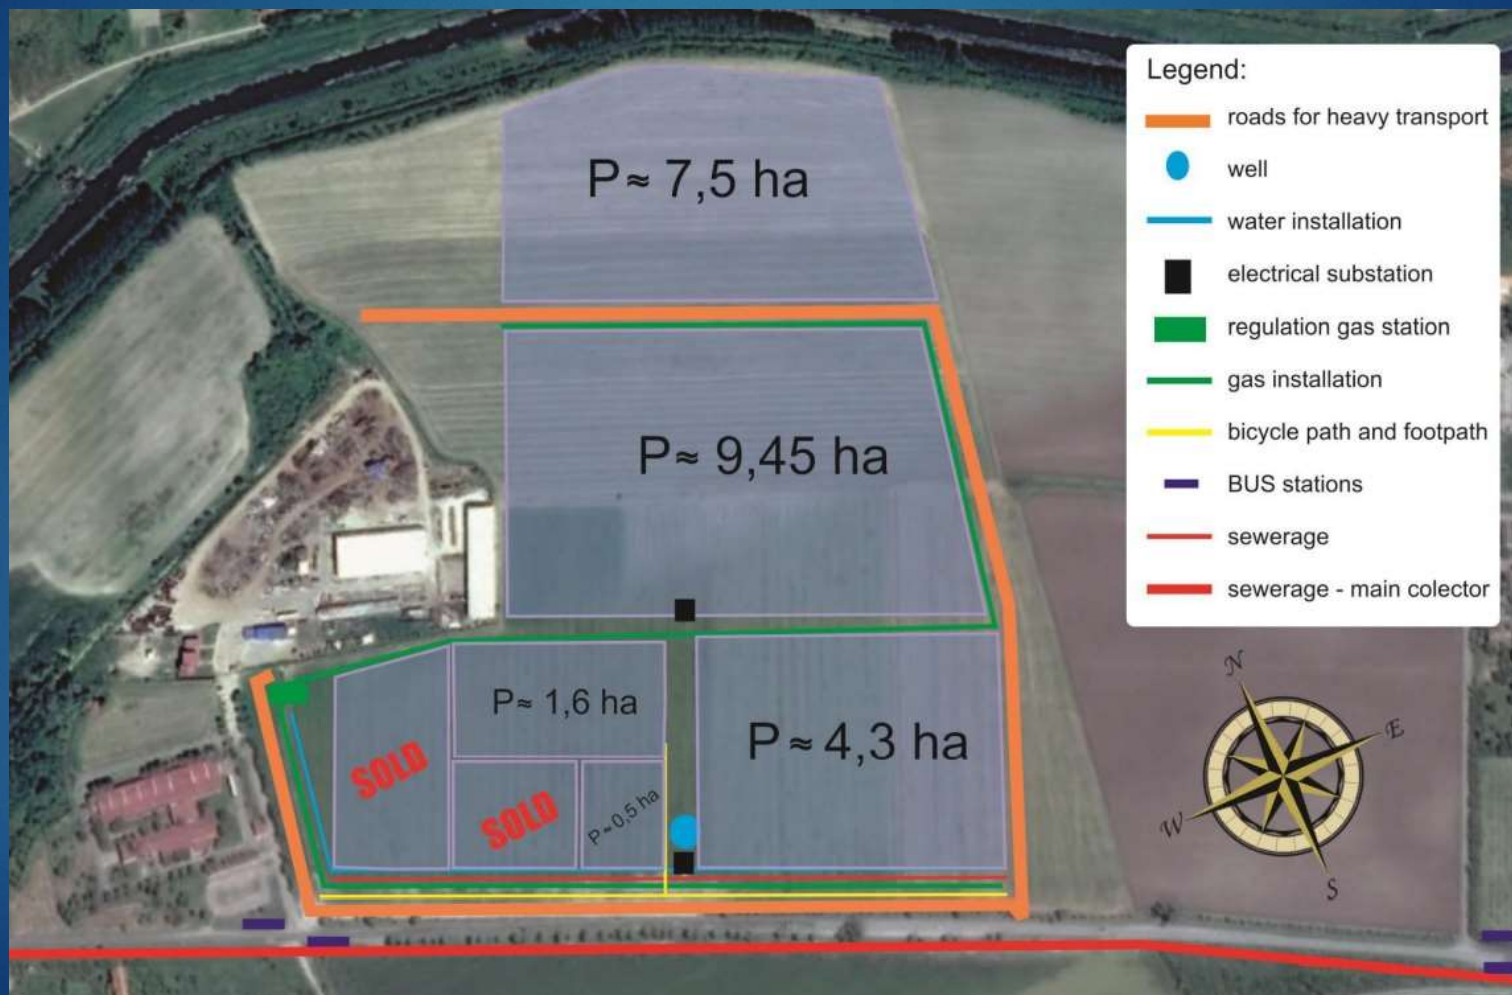 Legend:
roads for heavy transport
well
water installation
electrical substation
regulation gas station
gas installation
bicycle path and footpath
BUS stations
sewerage
sewerage - main colector
P≈ 7,5 ha
P≈ 9,45 ha
P≈ 1,6 ha
P≈ 4,3 ha
SOLD
SOLD
P≈0,5 ha
N
E
W
S